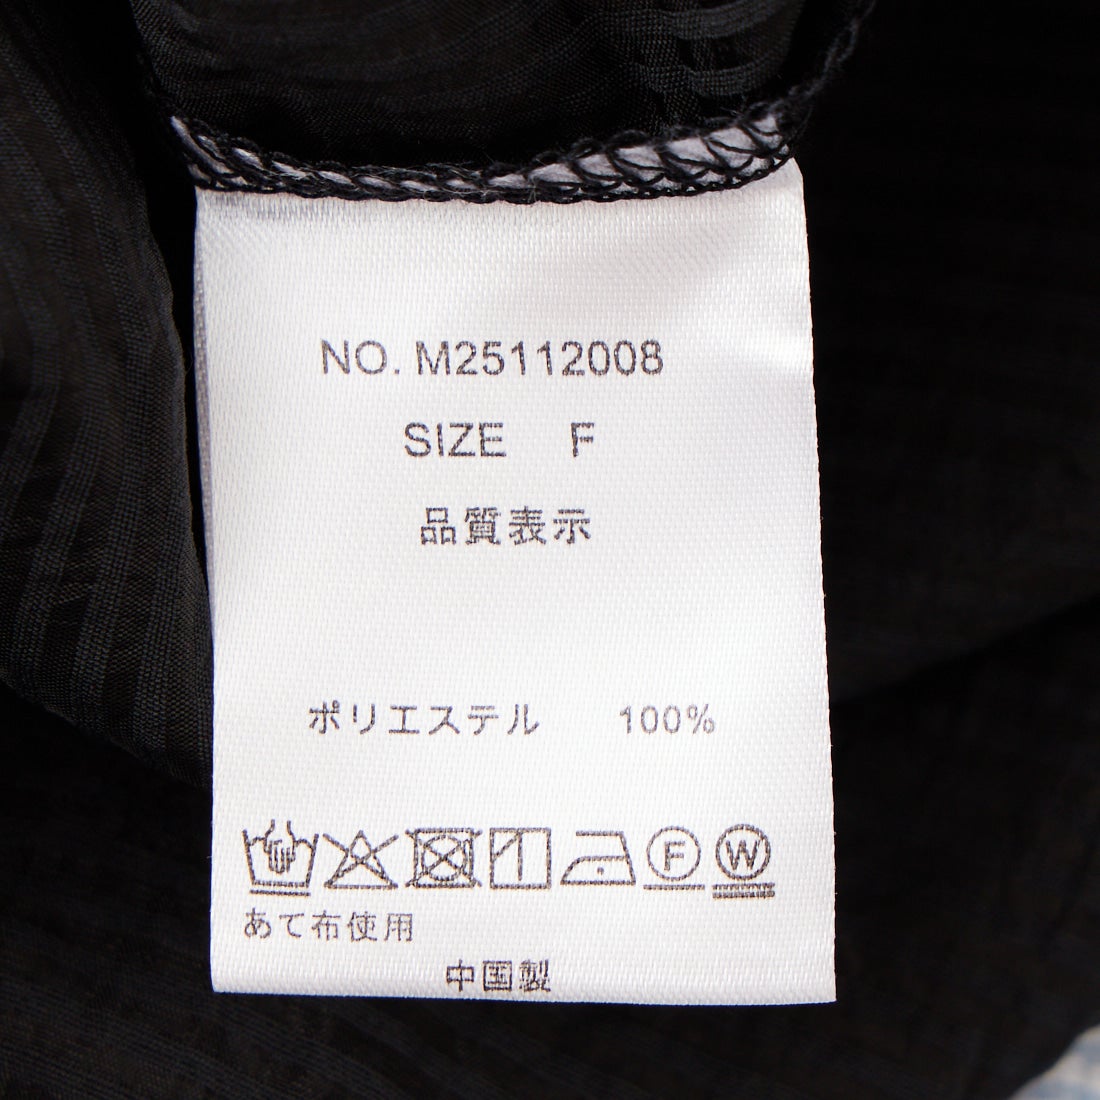 NO. M25112008
SIZE F
品質表示
ポリエステル 100%
F W
あて布使用
中国製